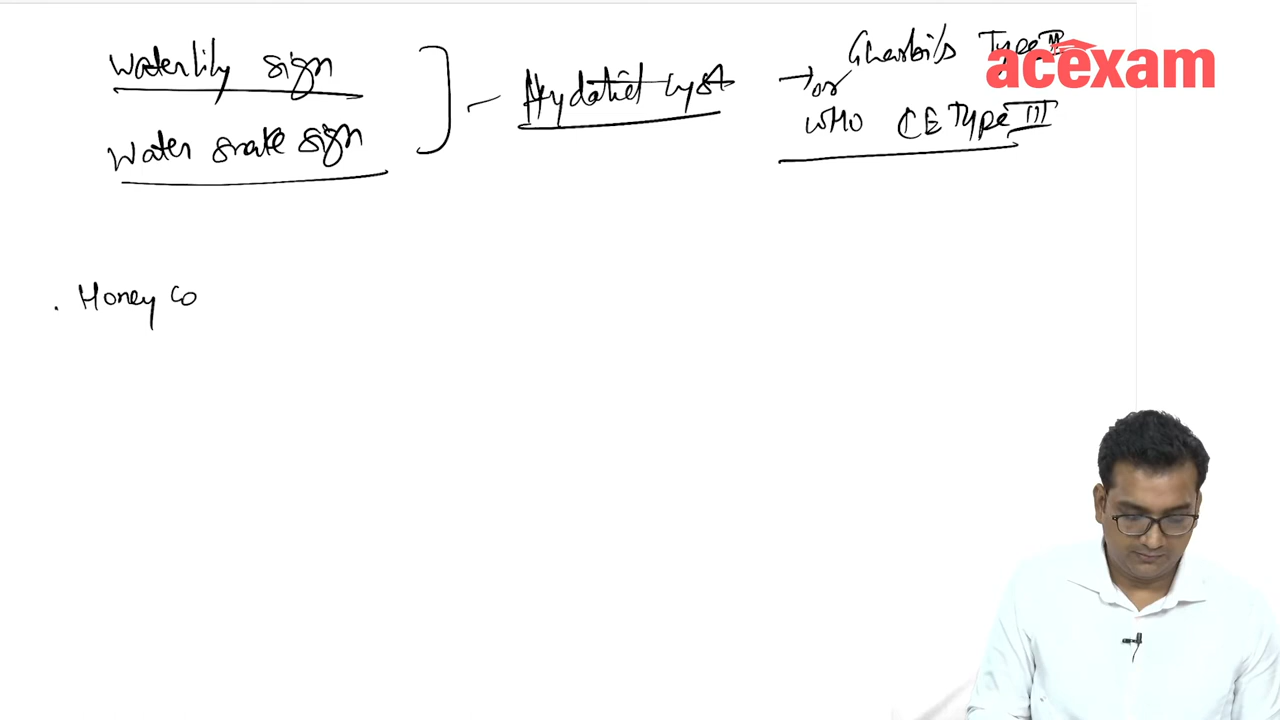 Waterlily sign
Water snake sign
Hydatid cyst
→ Gharbi's Type
or
WHO CE Type III
acexam
. Honey co